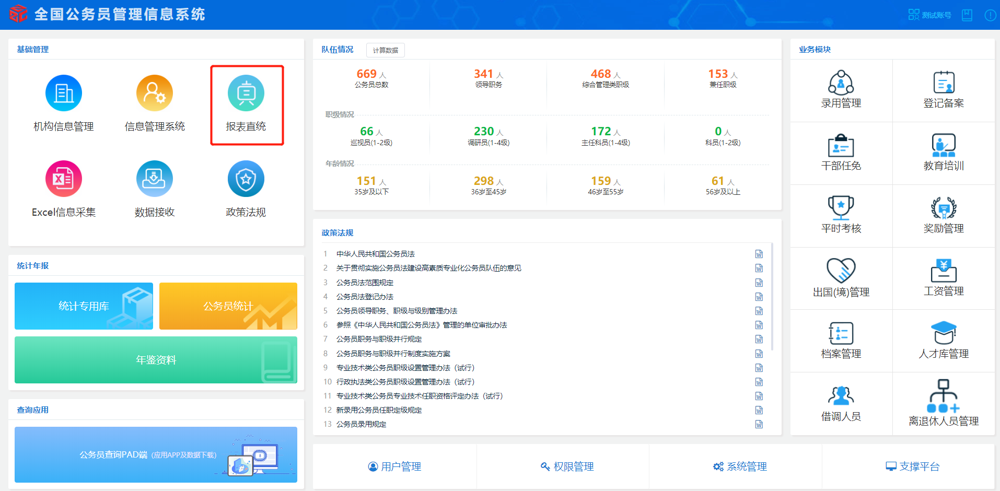 全国公务员管理信息系统
测试账号
基础管理
机构信息管理
信息管理系统
报表直统
Excel信息采集
数据接收
政策法规
统计年报
统计专用库
公务员统计
年鉴资料
查询应用
公务员查询PAD端（应用APP及数据下载）
队伍情况
计算数据
669 人
公务员总数
341 人
领导职务
468 人
综合管理类职级
153 人
兼任职级
职级情况
66 人
巡视员(1-2级)
230 人
调研员(1-4级)
172 人
主任科员(1-4级)
0 人
科员(1-2级)
年龄情况
151 人
35岁及以下
298 人
36岁至45岁
159 人
46岁至55岁
61 人
56岁及以上
政策法规
1 中华人民共和国公务员法
2 关于贯彻实施公务员法建设高素质专业化公务员队伍的意见
3 公务员法范围规定
4 公务员法登记办法
5 公务员领导职务、职级与级别管理办法
6 参照《中华人民共和国公务员法》管理的单位审批办法
7 公务员职务与职级并行规定
8 公务员职务与职级并行制度实施方案
9 专业技术类公务员职级设置管理办法（试行）
10 行政执法类公务员职级设置管理办法（试行）
11 专业技术类公务员专业技术任职资格评定办法（试行）
12 新录用公务员任职定级规定
13 公务员录用规定
业务模块
录用管理
登记备案
干部任免
教育培训
平时考核
奖励管理
出国(境)管理
工资管理
档案管理
人才库管理
借调人员
离退休人员管理
用户管理
权限管理
系统管理
支撑平台